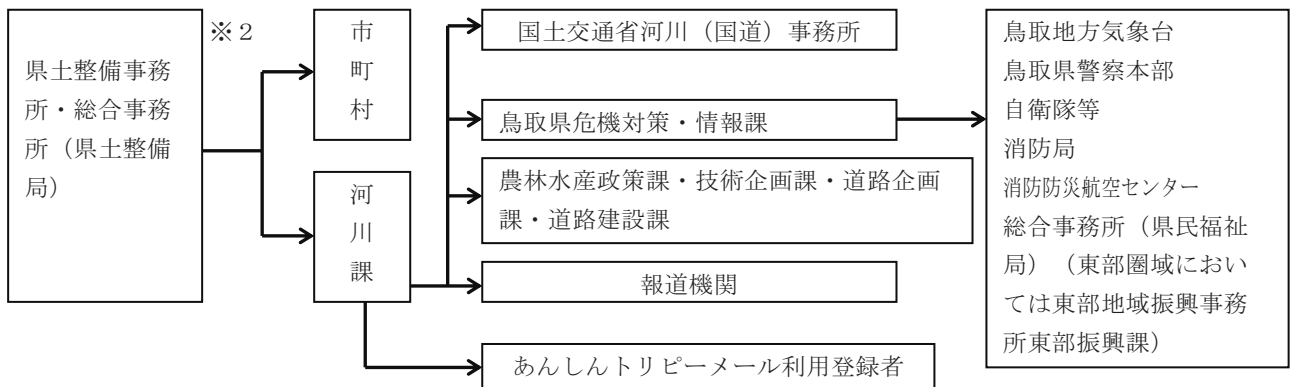 県土整備事務
所・総合事務
所（県土整備
局）
※２
市
町
村
河
川
課
国土交通省河川（国道）事務所
鳥取県危機対策・情報課
農林水産政策課・技術企画課・道路企画
課・道路建設課
報道機関
あんしんトリピーメール利用登録者
鳥取地方気象台
鳥取県警察本部
自衛隊等
消防局
消防防災航空センター
総合事務所（県民福祉
局）（東部圏域におい
ては東部地域振興事務
所東部振興課）